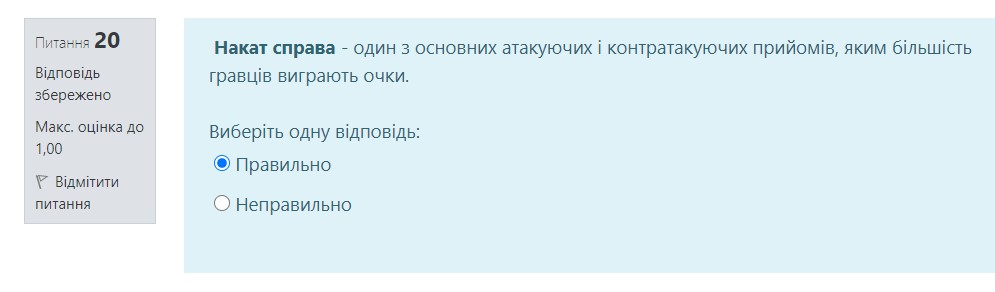 Питання 20
Відповідь
збережено
Макс. оцінка до
1,00
Відмітити
питання
Накат справа - один з основних атакуючих і контратакуючих прийомів, яким більшість
гравців виграють очки.
Виберіть одну відповідь:
Правильно
Неправильно